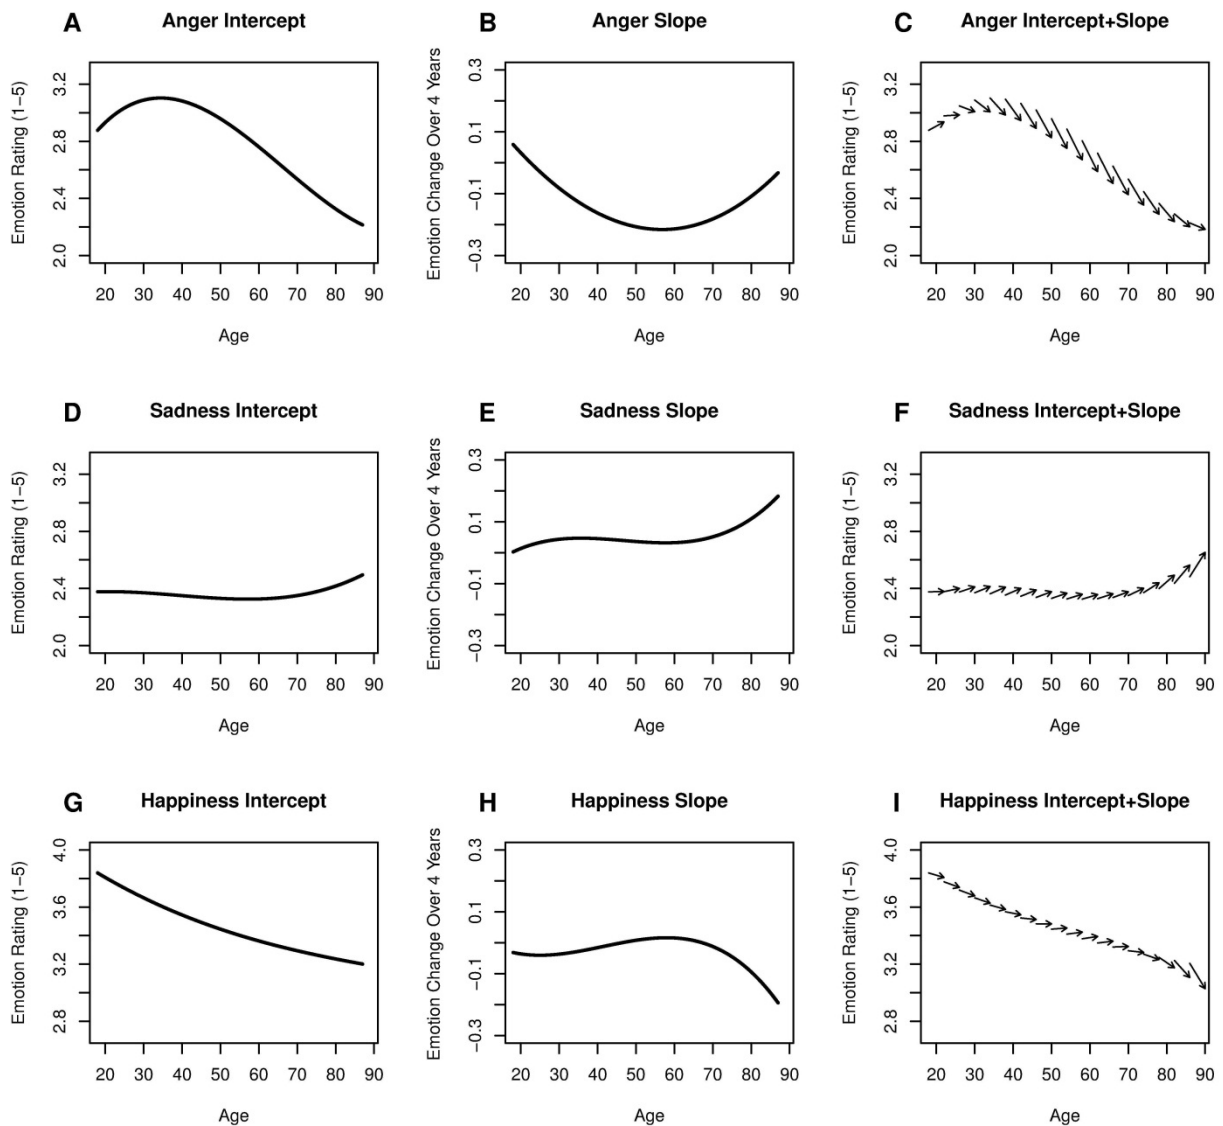 A Anger Intercept
Emotion Rating (1−5)
2.0 2.4 2.8 3.2
20 30 40 50 60 70 80 90
Age
B Anger Slope
Emotion Change Over 4 Years
−0.3 −0.1 0.1 0.3
20 30 40 50 60 70 80 90
Age
C Anger Intercept+Slope
Emotion Rating (1−5)
2.0 2.4 2.8 3.2
20 30 40 50 60 70 80 90
Age
D Sadness Intercept
Emotion Rating (1−5)
2.0 2.4 2.8 3.2
20 30 40 50 60 70 80 90
Age
E Sadness Slope
Emotion Change Over 4 Years
−0.3 −0.1 0.1 0.3
20 30 40 50 60 70 80 90
Age
F Sadness Intercept+Slope
Emotion Rating (1−5)
2.0 2.4 2.8 3.2
20 30 40 50 60 70 80 90
Age
G Happiness Intercept
Emotion Rating (1−5)
2.8 3.2 3.6 4.0
20 30 40 50 60 70 80 90
Age
H Happiness Slope
Emotion Change Over 4 Years
−0.3 −0.1 0.1 0.3
20 30 40 50 60 70 80 90
Age
I Happiness Intercept+Slope
Emotion Rating (1−5)
2.8 3.2 3.6 4.0
20 30 40 50 60 70 80 90
Age